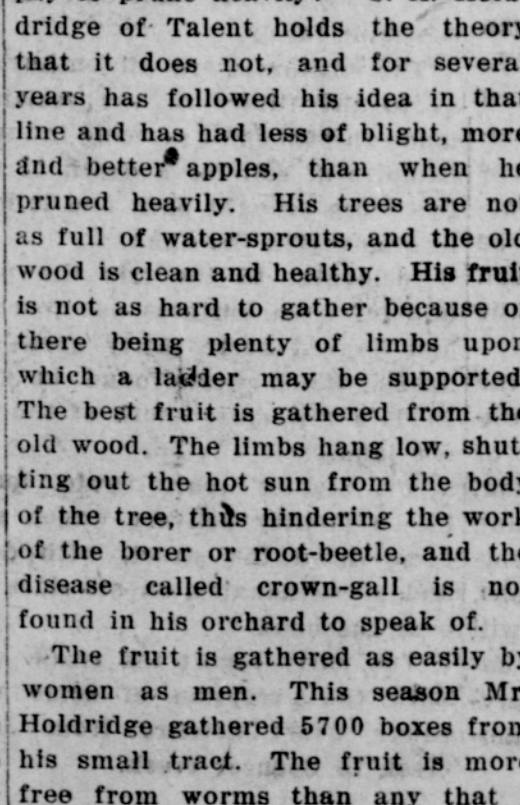 dridge of Talent holds the theory
that it does not, and for severa
years has followed his idea in tha
line and has had less of blight, more
and better apples, than when he
pruned heavily. His trees are no
as full of water-sprouts, and the old
wood is clean and healthy. His fruit
is not as hard to gather because o
there being plenty of limbs upon
which a ladder may be supported
The best fruit is gathered from the
old wood. The limbs hang low, shut
ting out the hot sun from the body
of the tree, thus hindering the work
of the borer or root-beetle, and the
disease called crown-gall is no
found in his orchard to speak of.
The fruit is gathered as easily by
women as men. This season Mr
Holdridge gathered 5700 boxes from
his small tract. The fruit is more
free from worms than any that